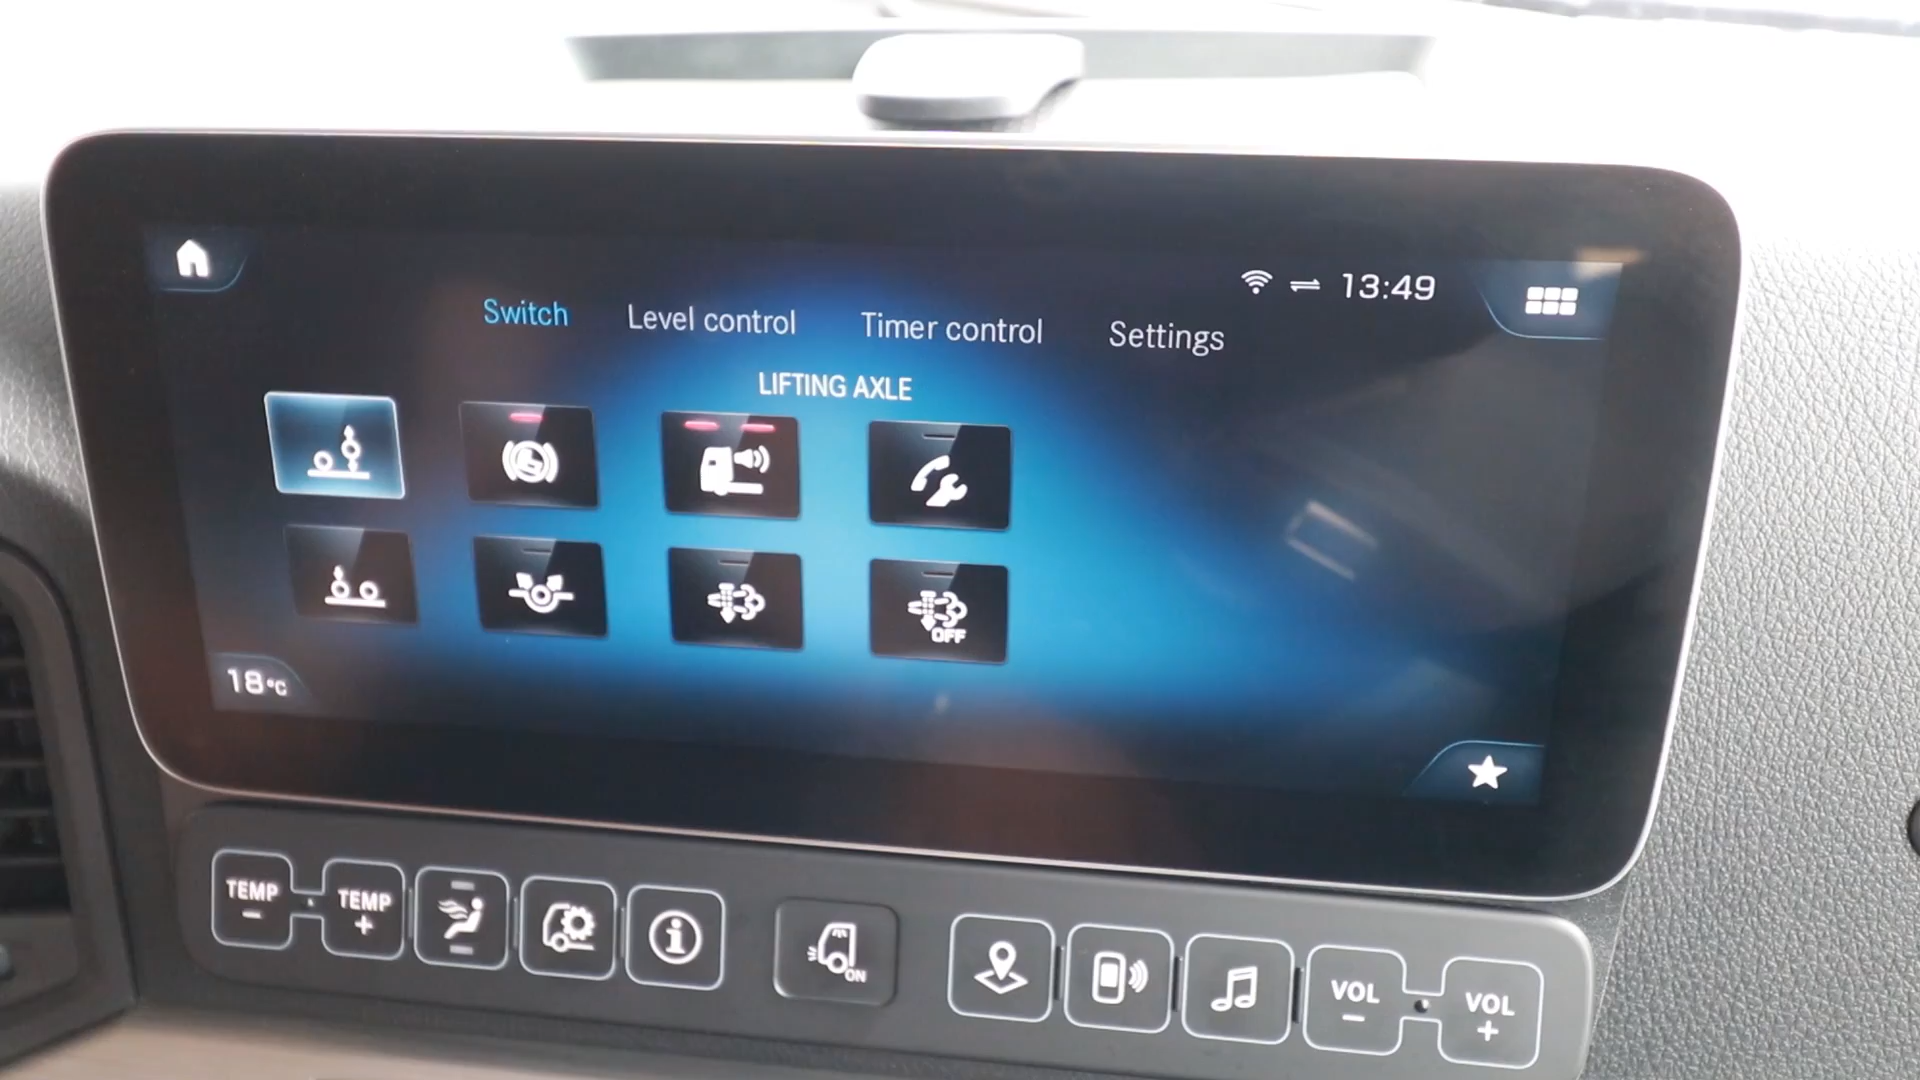 13:49
Switch Level control Timer control Settings
LIFTING AXLE
OFF
18°C
TEMP
−
TEMP
+
ON
VOL
−
VOL
+